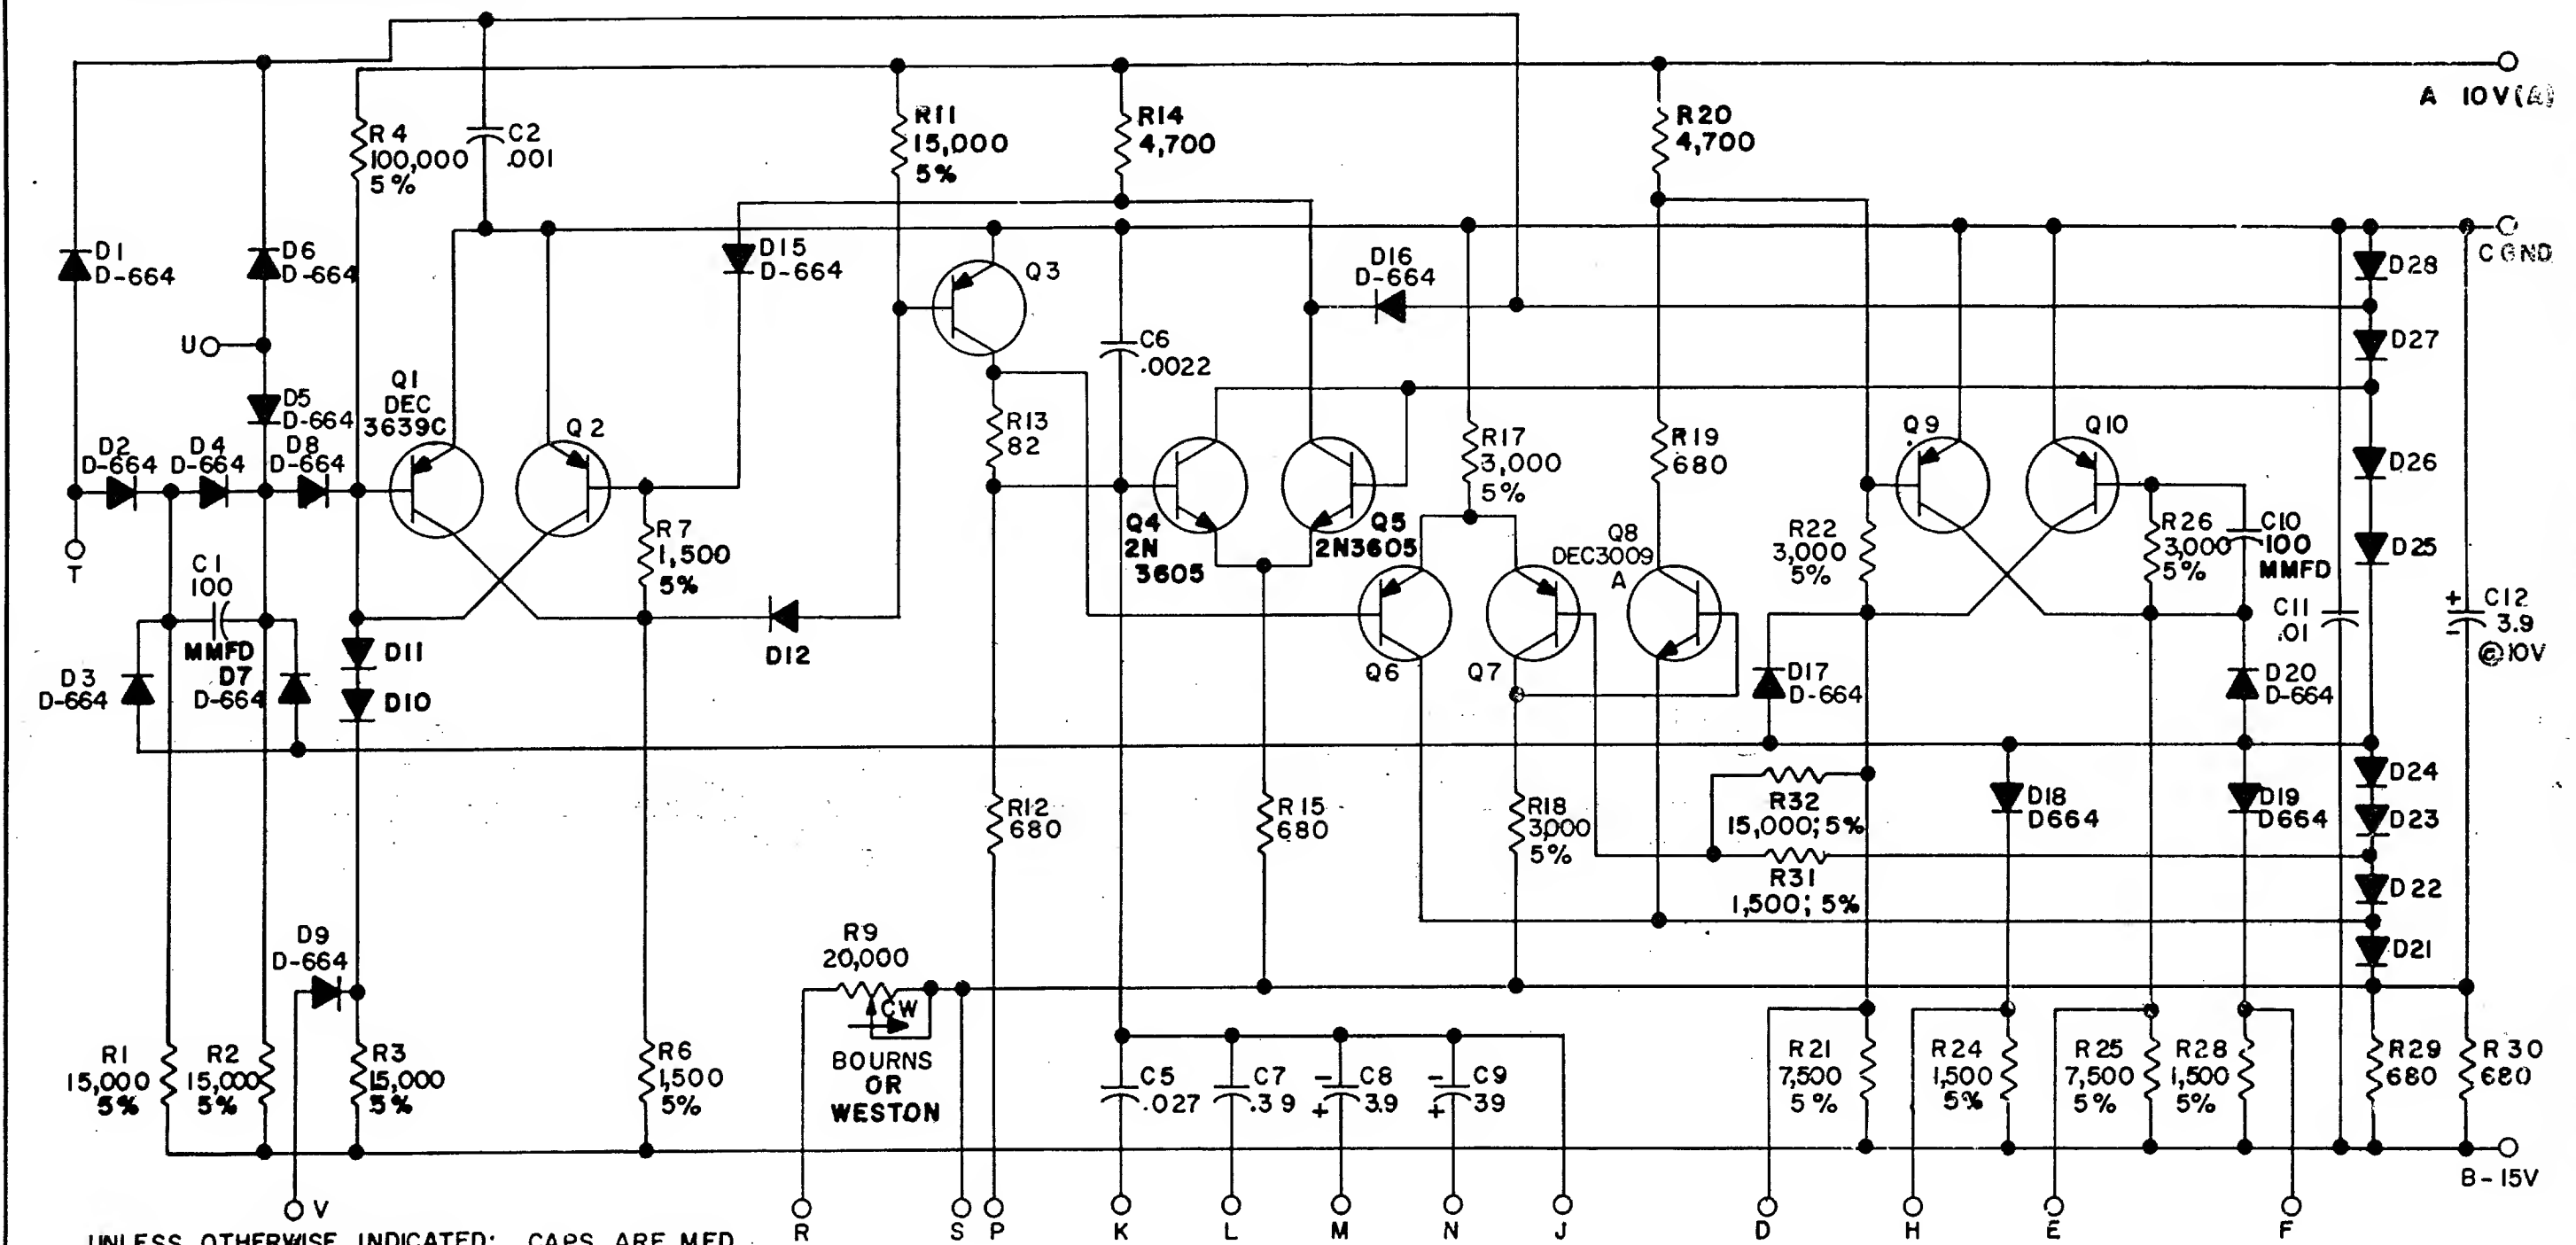 A 10V(A)
R4
100,000
5%
C2
.001
R11
15,000
5%
R14
4,700
R20
4,700
D1
D-664
D6
D-664
D15
D-664
Q3
D16
D-664
C GND
D28
U
C6
.0022
D27
D5
D-664
Q1
DEC
3639C
Q2
R13
82
R17
3,000
5%
R19
680
Q9
Q10
D26
D2
D-664
D4
D-664
D8
D-664
R7
1,500
5%
Q4
2N
3605
Q5
2N3605
Q8
DEC3009
A
R22
3,000
5%
R26
3,000
5%
C10
100
MMFD
D25
T
C1
100
MMFD
D11
D12
Q6
Q7
C11
.01
+
-
C12
3.9
@10V
D3
D-664
D7
D-664
D10
D17
D-664
D20
D-664
R12
680
R15
680
R18
3,000
5%
R32
15,000; 5%
R31
1,500; 5%
D18
D664
D19
D664
D24
D23
D22
D21
D9
D-664
R9
20,000
CW
BOURNS
OR
WESTON
R1
15,000
5%
R2
15,000
5%
R3
15,000
5%
R6
1,500
5%
C5
.027
C7
.39
-
+
C8
3.9
-
+
C9
39
R21
7,500
5%
R24
1,500
5%
R25
7,500
5%
R28
1,500
5%
R29
680
R30
680
B-15V
V
R
S
P
K
L
M
N
J
D
H
E
F
UNLESS OTHERWISE INDICATED: CAPS ARE MFD